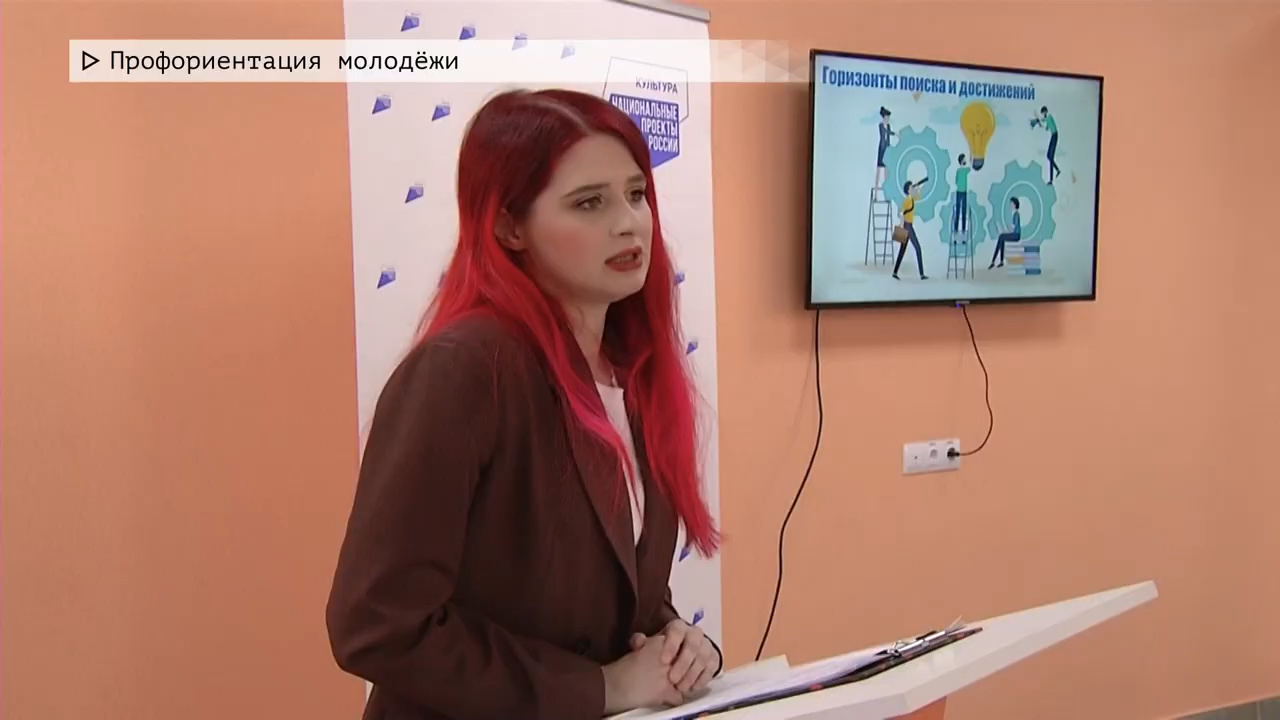 ▷ Профориентация молодёжи
КУЛЬТУРА
НАЦИОНАЛЬНЫЕ
ПРОЕКТЫ
РОССИИ
Горизонты поиска и достижений